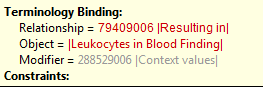 Terminology Binding:
Relationship = 79409006 |Resulting in|
Object = |Leukocytes in Blood Finding|
Modifier = 288529006 |Context values|
Constraints: